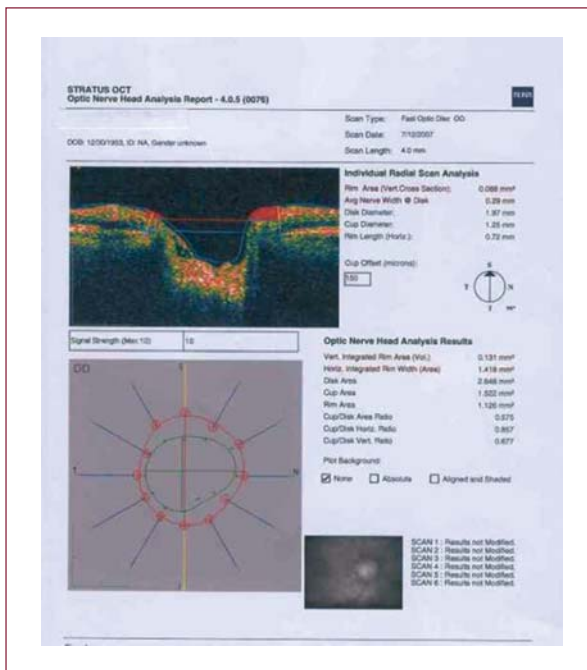 STRATUS OCT
Optic Nerve Head Analysis Report - 4.0.5 (0076)
ZEISS
Scan Type: Fast Optic Disc OD
Scan Date: 7/12/2007
Scan Length: 4.0 mm
DOB: 12/30/1953, ID: NA, Gender unknown
Individual Radial Scan Analysis
Rim Area (Vert.Cross Section): 0.088 mm²
Avg Nerve Width @ Disk 0.29 mm
Disk Diameter: 1.97 mm
Cup Diameter: 1.25 mm
Rim Length (Horiz.): 0.72 mm
Cup Offset (microns):
150
S
T N
I
Signal Strength (Max 10) 10
Optic Nerve Head Analysis Results
Vert. Integrated Rim Area (Vol.) 0.131 mm³
Horiz. Integrated Rim Width (Area) 1.418 mm²
Disk Area 2.648 mm²
Cup Area 1.522 mm²
Rim Area 1.126 mm²
Cup/Disk Area Ratio 0.575
Cup/Disk Horiz. Ratio 0.857
Cup/Disk Vert. Ratio 0.677
Plot Background:
None Absolute Aligned and Shaded
OD
S
T N
I
SCAN 1 : Results not Modified.
SCAN 2 : Results not Modified.
SCAN 3 : Results not Modified.
SCAN 4 : Results not Modified.
SCAN 5 : Results not Modified.
SCAN 6 : Results not Modified.